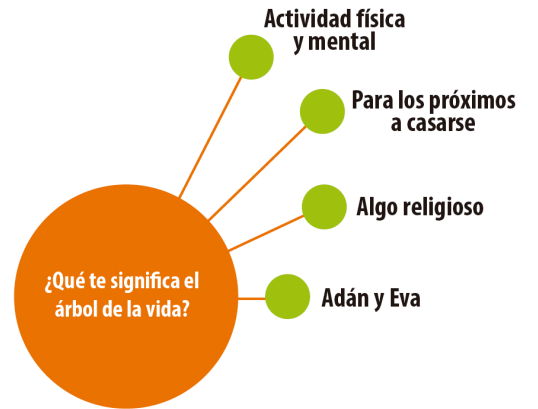 Actividad física
y mental
Para los próximos
a casarse
Algo religioso
¿Qué te significa el
árbol de la vida?
Adán y Eva